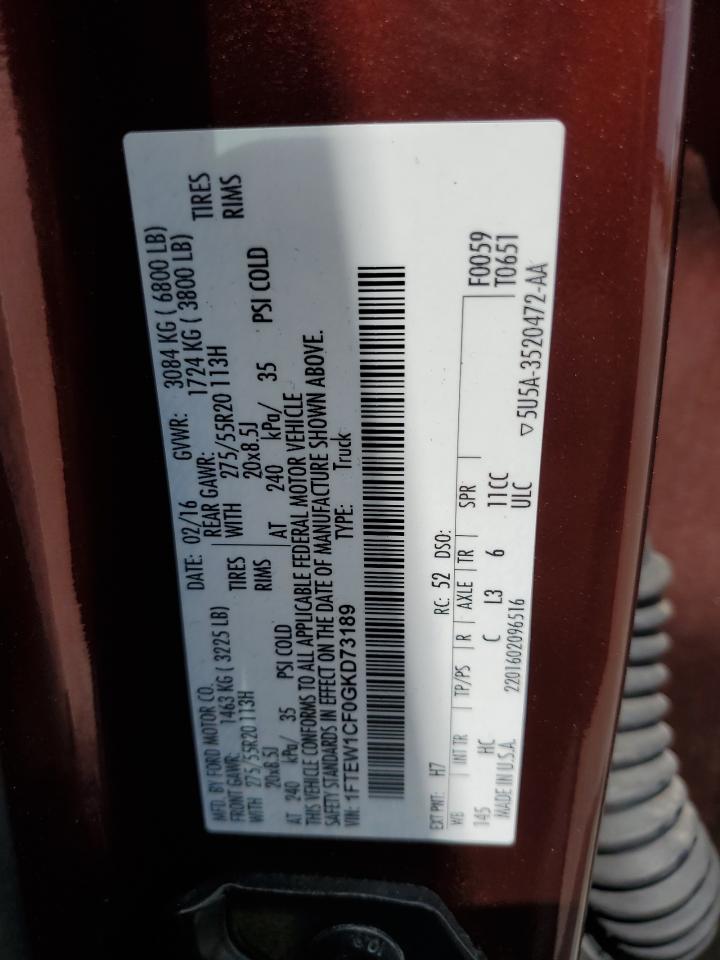 MFD. BY FORD MOTOR CO. DATE: 02/16 GVWR: 3084 KG ( 6800 LB)
FRONT GAWR: 1463 KG ( 3225 LB) REAR GAWR: 1724 KG ( 3800 LB)
WITH 275/55R20 113H TIRES WITH 275/55R20 113H TIRES
20x8.5J RIMS 20x8.5J RIMS
AT 240 kPa/ 35 PSI COLD AT 240 kPa/ 35 PSI COLD
THIS VEHICLE CONFORMS TO ALL APPLICABLE FEDERAL MOTOR VEHICLE
SAFETY STANDARDS IN EFFECT ON THE DATE OF MANUFACTURE SHOWN ABOVE.
VIN: 1FTEW1CF0GKD73189 TYPE: Truck
EXT PNT: H7 RC: 52 DSO:
WB INT TR TP/PS R AXLE TR SPR F0059
145 HC C L3 6 11CC T0651
MADE IN U.S.A. 2201602096516 ULC
▽5U5A-3520472-AA